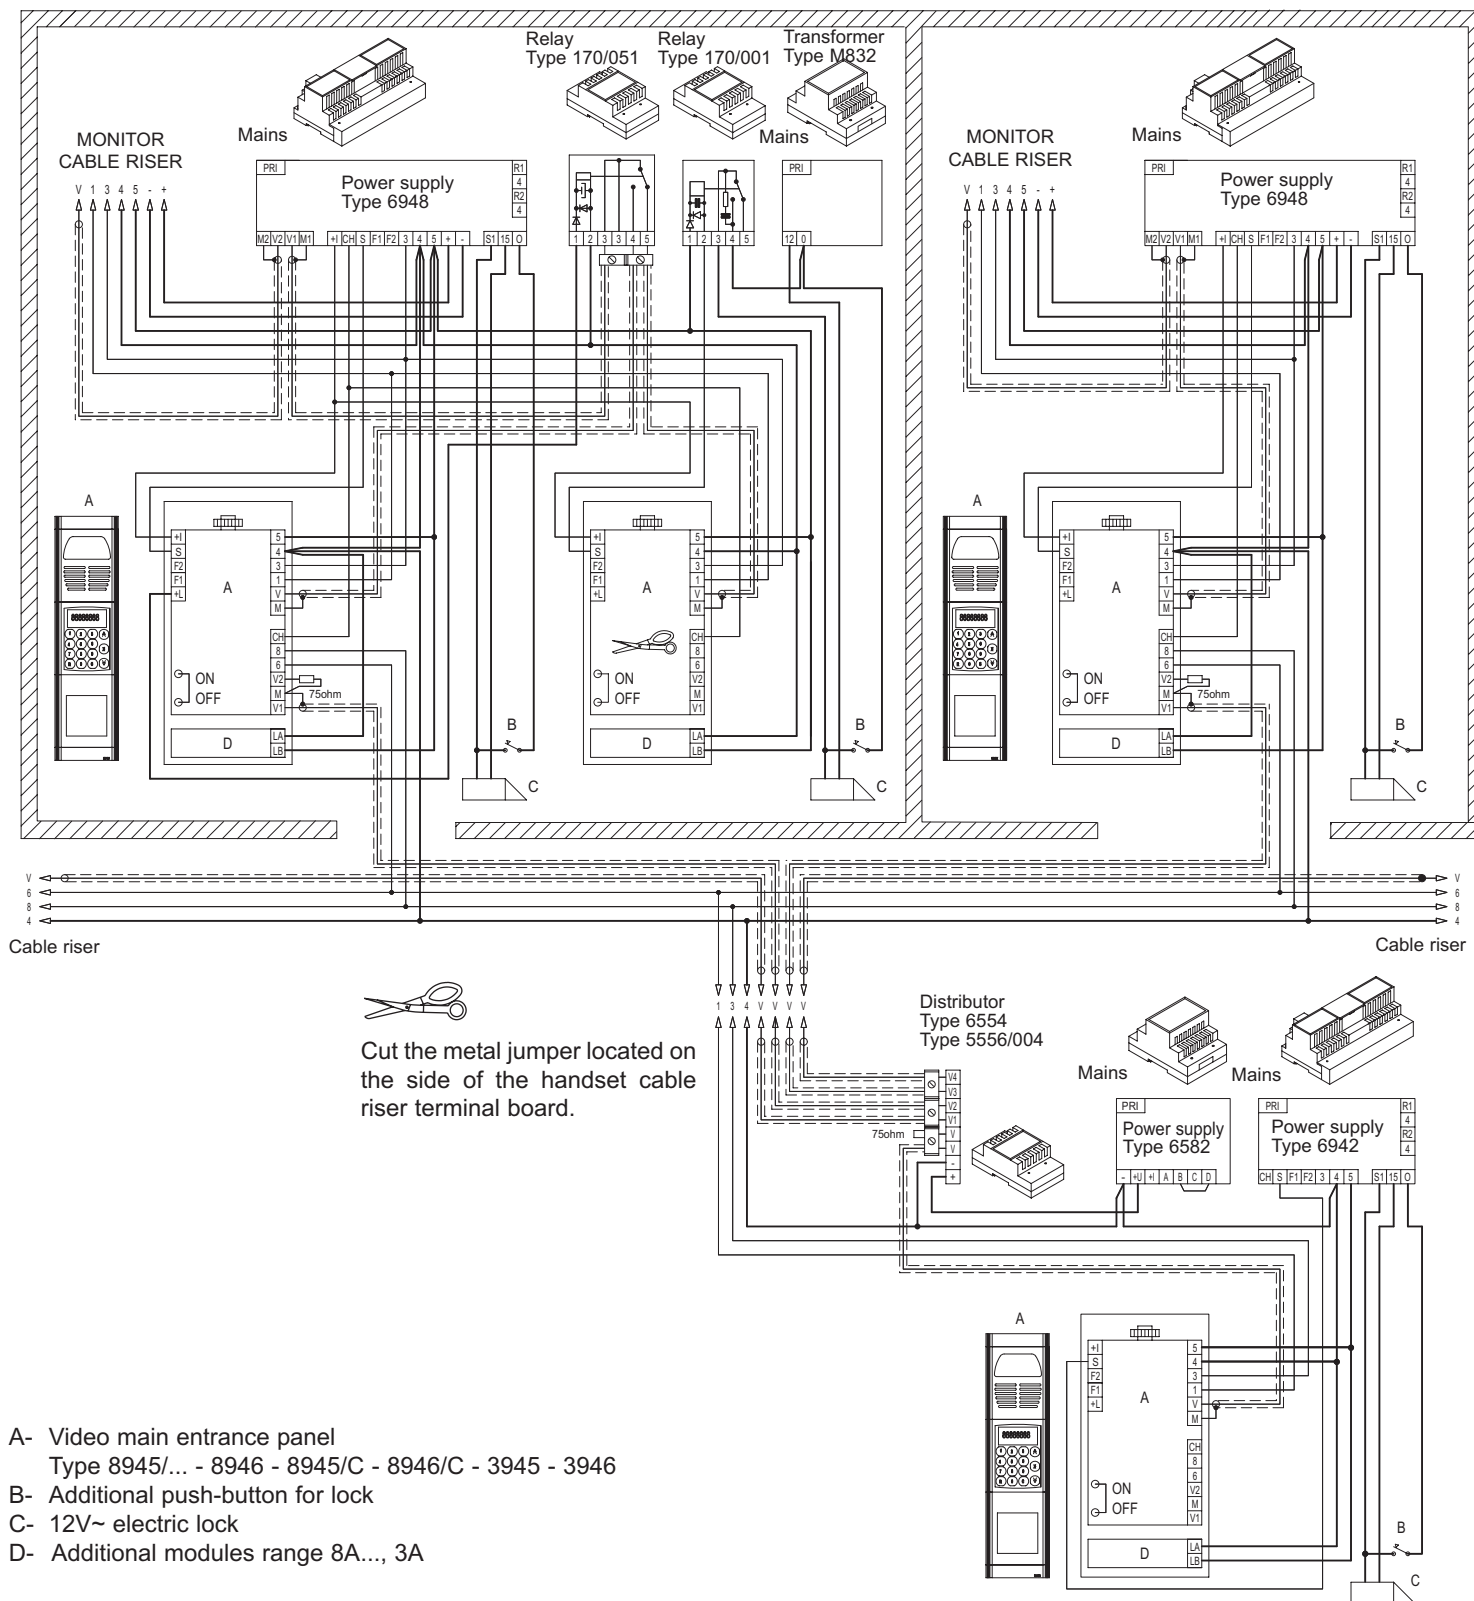 Relay
Type 170/051
Relay
Type 170/001
Transformer
Type M832
MONITOR
CABLE RISER
Mains
Mains
MONITOR
CABLE RISER
Mains
V 1 3 4 5 - +
PRI
Power supply
Type 6948
R1
4
R2
4
M2 V2 V1 M1 +I CH S F1 F2 3 4 5 + - S1 15 O
1 2 3 3 4 5
1 2 3 4 5
PRI
12 0
V 1 3 4 5 - +
PRI
Power supply
Type 6948
R1
4
R2
4
M2 V2 V1 M1 +I CH S F1 F2 3 4 5 + - S1 15 O
A
+I
S
F2
F1
+L
A
5
4
3
1
V
M
CH
8
6
V2
M
V1
ON
OFF
75ohm
D
LA
LB
B
C
+I
S
F2
F1
+L
A
5
4
3
1
V
M
CH
8
6
V2
M
V1
ON
OFF
D
LA
LB
B
C
A
+I
S
F2
F1
+L
A
5
4
3
1
V
M
CH
8
6
V2
M
V1
ON
OFF
75ohm
D
LA
LB
B
C
V
6
8
4
Cable riser
V
6
8
4
Cable riser
1 3 4 V V V V
Cut the metal jumper located on
the side of the handset cable
riser terminal board.
Distributor
Type 6554
Type 5556/004
V4
V3
V2
V1
V
V
-
+
75ohm
Mains
Mains
PRI
Power supply
Type 6582
- +U +I A B C D
PRI
Power supply
Type 6942
R1
4
R2
4
CH S F1 F2 3 4 5 S1 15 O
A
+I
S
F2
F1
+L
A
5
4
3
1
V
M
CH
8
6
V2
M
V1
ON
OFF
D
LA
LB
B
C
A- Video main entrance panel
Type 8945/... - 8946 - 8945/C - 8946/C - 3945 - 3946
B- Additional push-button for lock
C- 12V~ electric lock
D- Additional modules range 8A..., 3A